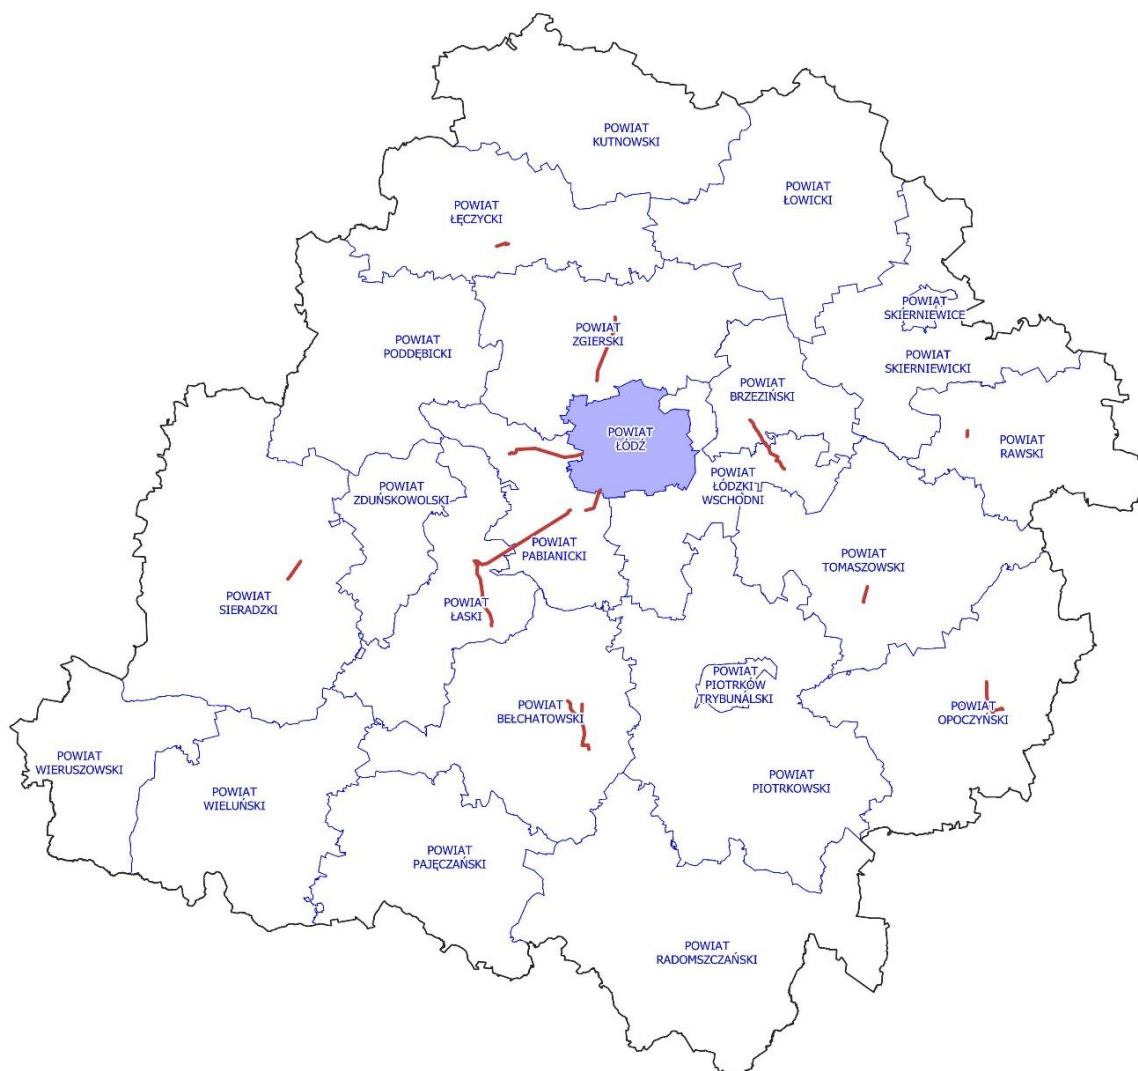 POWIAT
KUTNOWSKI
POWIAT
ŁOWICKI
POWIAT
ŁĘCZYCKI
POWIAT
SKIERNIEWICE
POWIAT
ZGIERSKI
POWIAT
PODDĘBICKI
POWIAT
SKIERNIEWICKI
POWIAT
BRZEZIŃSKI
POWIAT
ŁÓDŹ
POWIAT
RAWSKI
POWIAT
ZDUŃSKOWOLSKI
POWIAT
ŁÓDZKI
WSCHODNI
POWIAT
PABIANICKI
POWIAT
TOMASZOWSKI
POWIAT
SIERADZKI
POWIAT
ŁASKI
POWIAT
PIOTRKÓW
TRYBUNALSKI
POWIAT
BEŁCHATOWSKI
POWIAT
OPOCZYŃSKI
POWIAT
WIERUSZOWSKI
POWIAT
WIELUŃSKI
POWIAT
PIOTRKOWSKI
POWIAT
PAJĘCZAŃSKI
POWIAT
RADOMSZCZAŃSKI